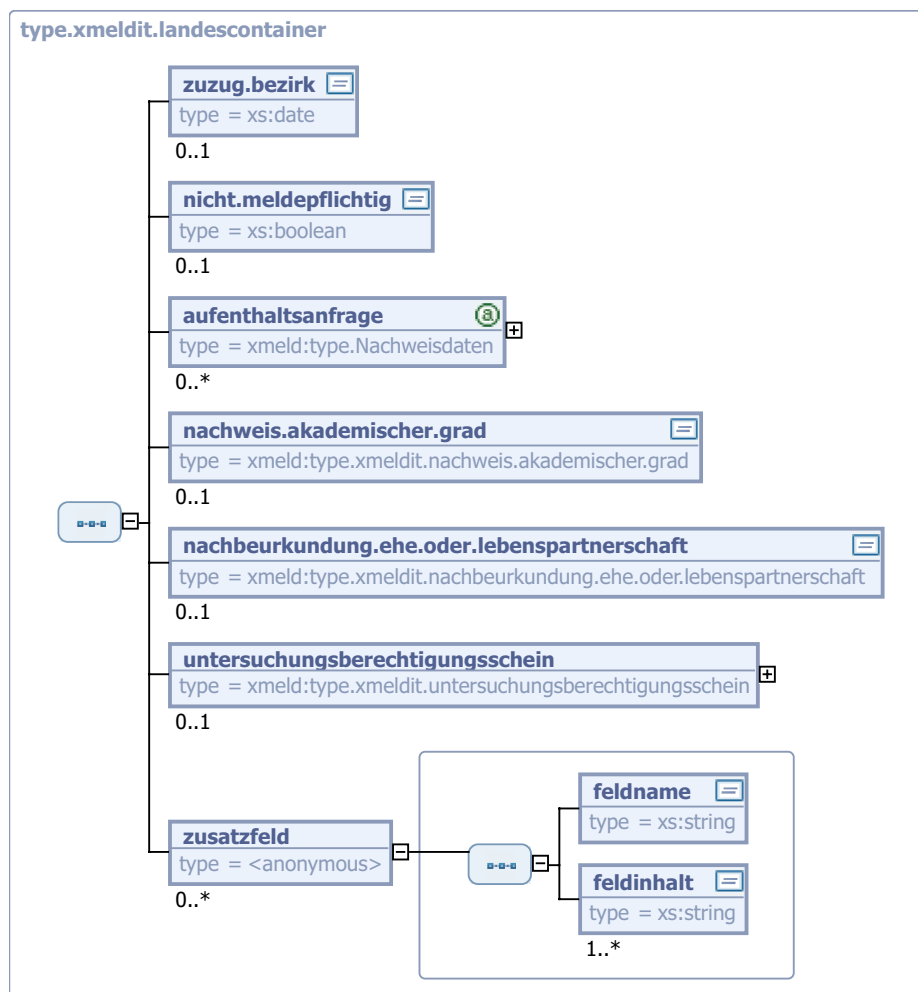 type.xmeldit.landescontainer
zuzug.bezirk
type = xs:date
0..1
nicht.meldepflichtig
type = xs:boolean
0..1
aufenthaltsanfrage
type = xmeld:type.Nachweisdaten
0..*
nachweis.akademischer.grad
type = xmeld:type.xmeldit.nachweis.akademischer.grad
0..1
nachbeurkundung.ehe.oder.lebenspartnerschaft
type = xmeld:type.xmeldit.nachbeurkundung.ehe.oder.lebenspartnerschaft
0..1
untersuchungsberechtigungsschein
type = xmeld:type.xmeldit.untersuchungsberechtigungsschein
0..1
zusatzfeld
type = <anonymous>
0..*
feldname
type = xs:string
feldinhalt
type = xs:string
1..*